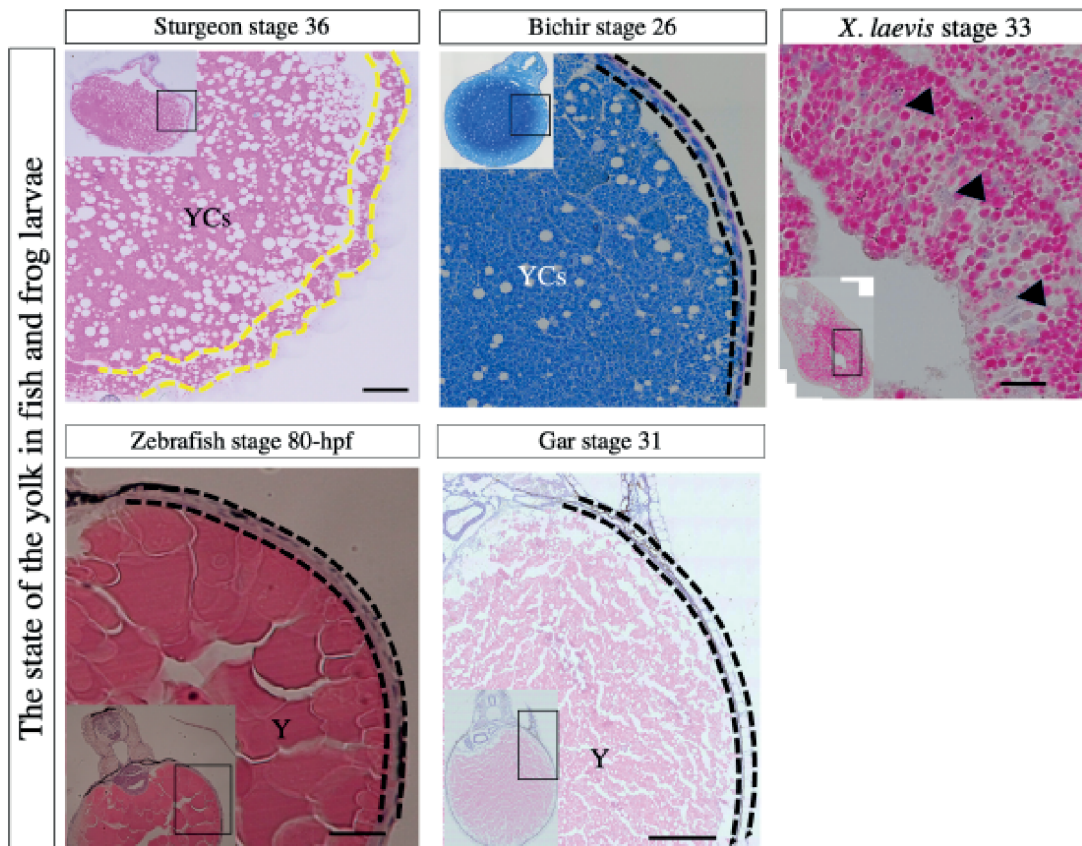 The state of the yolk in fish and frog larvae
Sturgeon stage 36
Bichir stage 26
X. laevis stage 33
YCs
YCs
Zebrafish stage 80-hpf
Gar stage 31
Y
Y